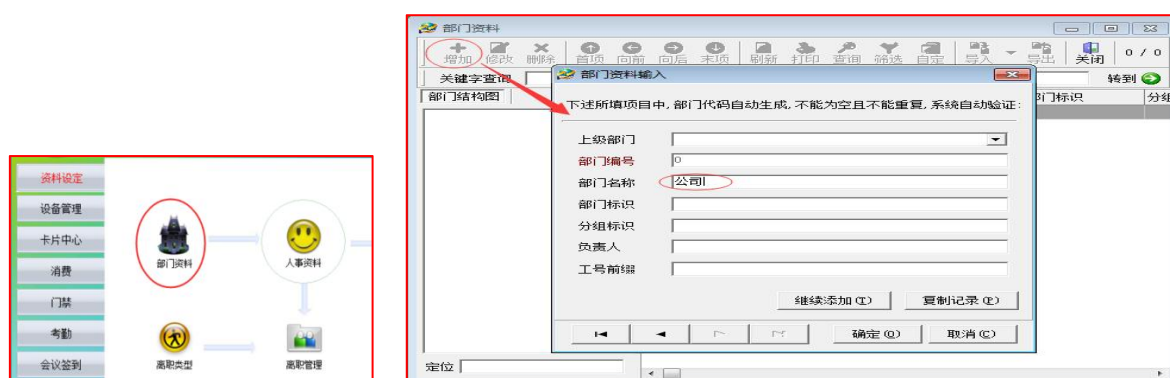 资料设定
设备管理
卡片中心
消费
门禁
考勤
会议签到
部门资料
人事资料
离职类型
离职管理
部门资料
增加 修改 删除 首项 向前 向后 末项 刷新 打印 查询 筛选 自定 导入 导出 关闭 0 / 0
关键字查询 转到
部门结构图 部门标识 分组
部门资料输入
下述所填项目中,部门代码自动生成,不能为空且不能重复,系统自动验证:
上级部门
部门编号 0
部门名称 公司
部门标识
分组标识
负责人
工号前缀
继续添加(T) 复制记录(P)
确定(O) 取消(C)
定位